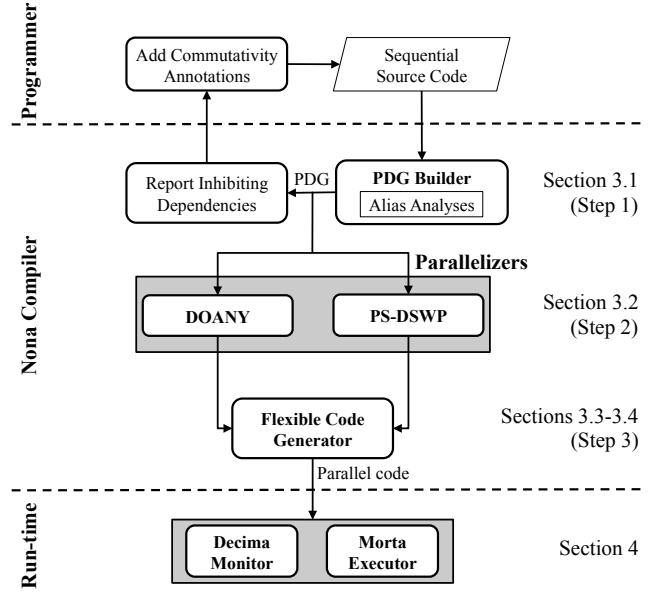 Programmer
Add Commutativity
Annotations
Sequential
Source Code
Nona Compiler
Report Inhibiting
Dependencies
PDG
PDG Builder
Alias Analyses
Section 3.1
(Step 1)
Parallelizers
DOANY
PS-DSWP
Section 3.2
(Step 2)
Flexible Code
Generator
Sections 3.3-3.4
(Step 3)
Parallel code
Run-time
Decima
Monitor
Morta
Executor
Section 4